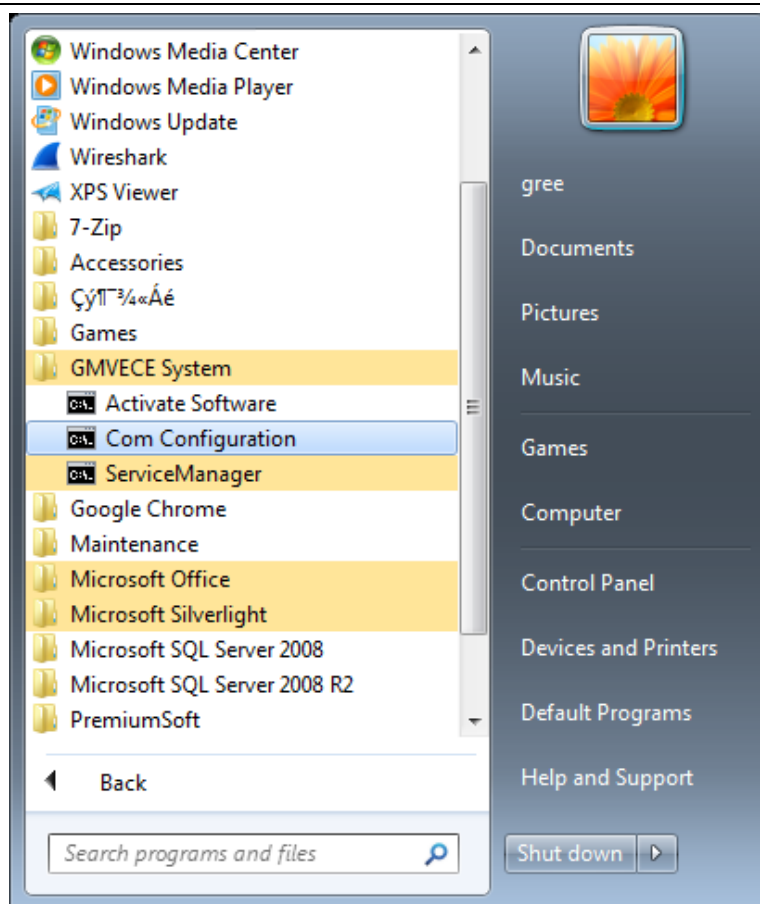 Windows Media Center
Windows Media Player
Windows Update
Wireshark
XPS Viewer
7-Zip
Accessories
Çý¶¯¾«Áé
Games
GMVECE System
Activate Software
Com Configuration
ServiceManager
Google Chrome
Maintenance
Microsoft Office
Microsoft Silverlight
Microsoft SQL Server 2008
Microsoft SQL Server 2008 R2
PremiumSoft
Back
Search programs and files
gree
Documents
Pictures
Music
Games
Computer
Control Panel
Devices and Printers
Default Programs
Help and Support
Shut down